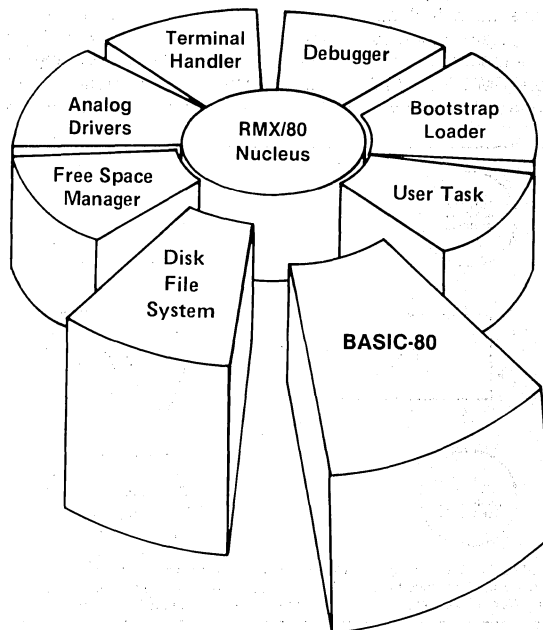 Terminal
Handler
Debugger
Analog
Drivers
RMX/80
Nucleus
Bootstrap
Loader
Free Space
Manager
User Task
Disk
File
System
BASIC-80